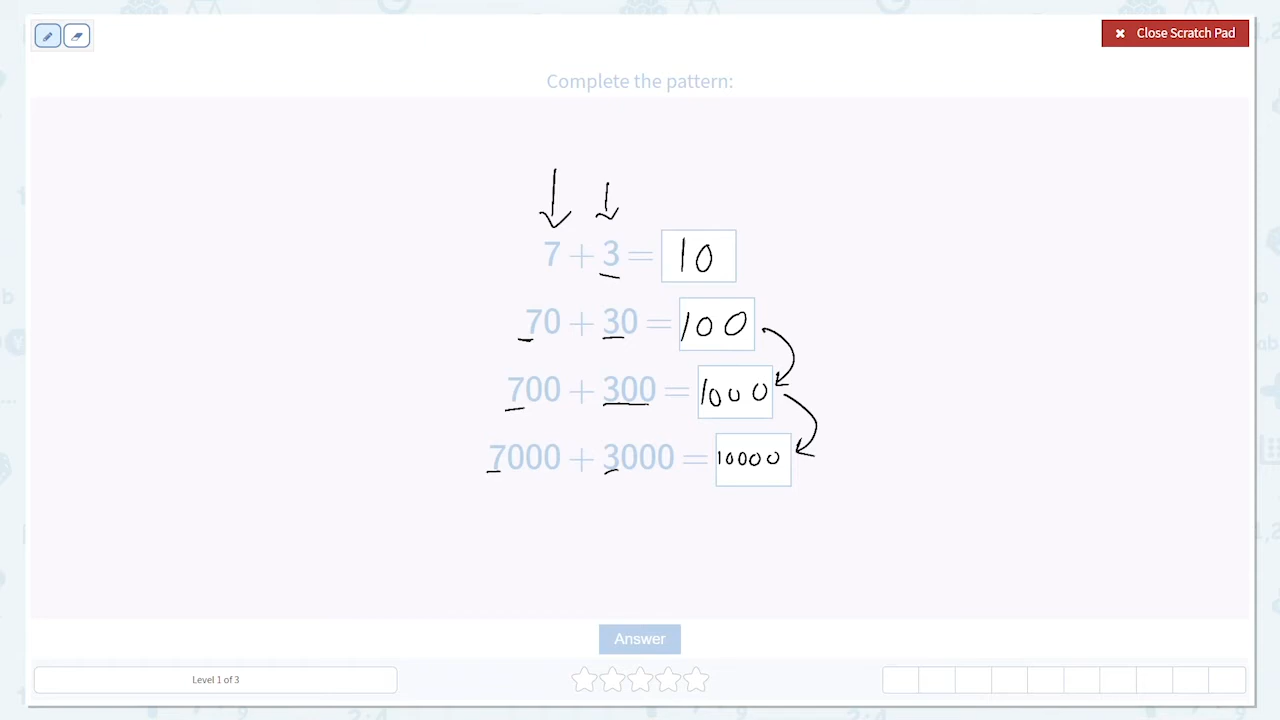 ✖ Close Scratch Pad
Complete the pattern:
7 + 3 = 10
70 + 30 = 100
700 + 300 = 1000
7000 + 3000 = 10000
Answer
Level 1 of 3